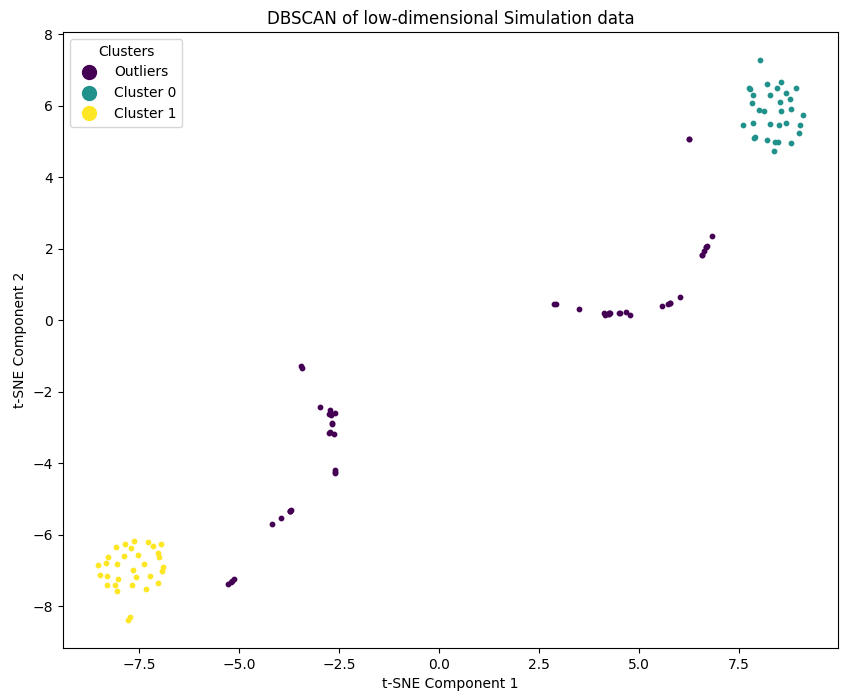 DBSCAN of low-dimensional Simulation data
Clusters
Outliers
Cluster 0
Cluster 1
t-SNE Component 2
8
6
4
2
0
−2
−4
−6
−8
−7.5 −5.0 −2.5 0.0 2.5 5.0 7.5
t-SNE Component 1